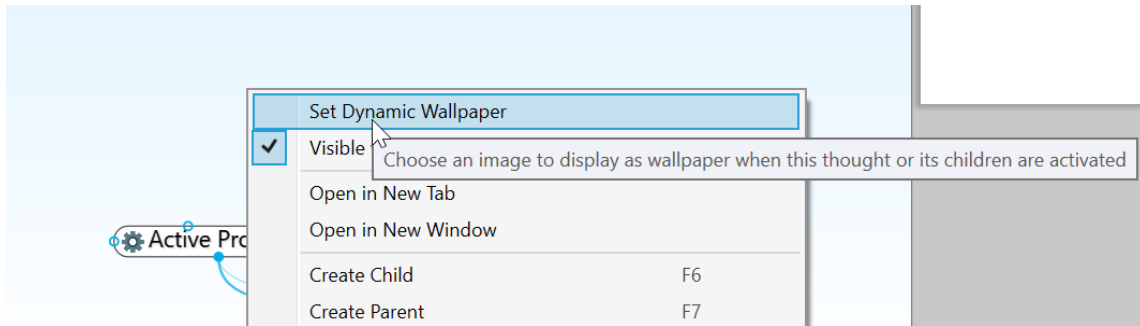 Set Dynamic Wallpaper
Visible
Choose an image to display as wallpaper when this thought or its children are activated
Open in New Tab
Open in New Window
Active Pro
Create Child F6
Create Parent F7